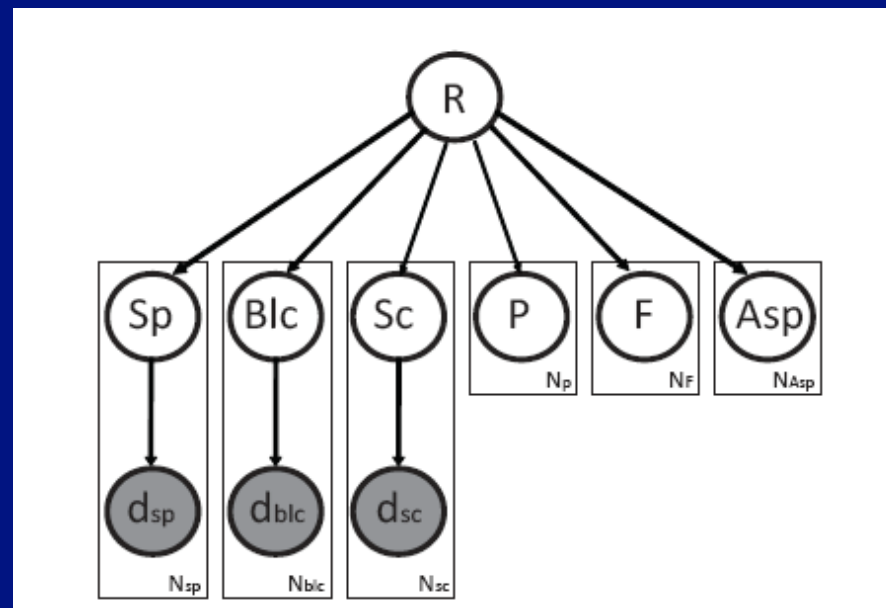 R
Sp Blc Sc P F Asp
Np NF NAsp
dsp dblc dsc
Nsp Nblc Nsc